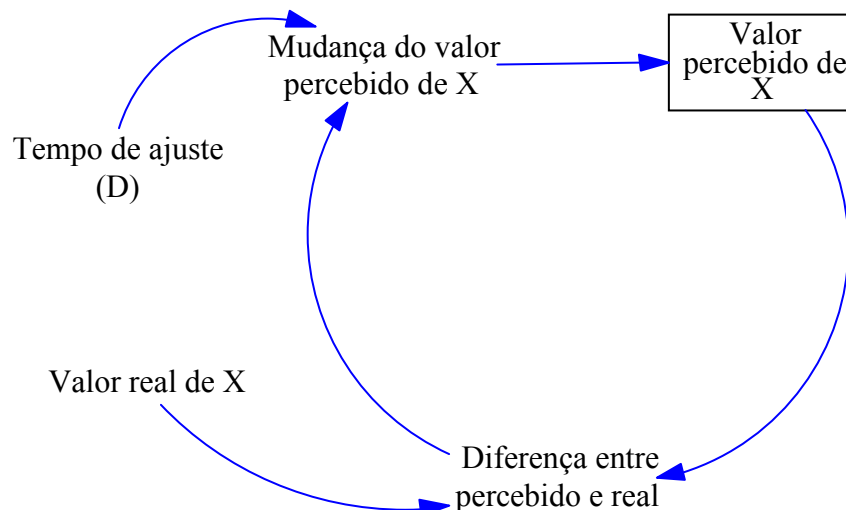 Mudança do valor
percebido de X
Valor
percebido de
X
Tempo de ajuste
(D)
Valor real de X
Diferença entre
percebido e real